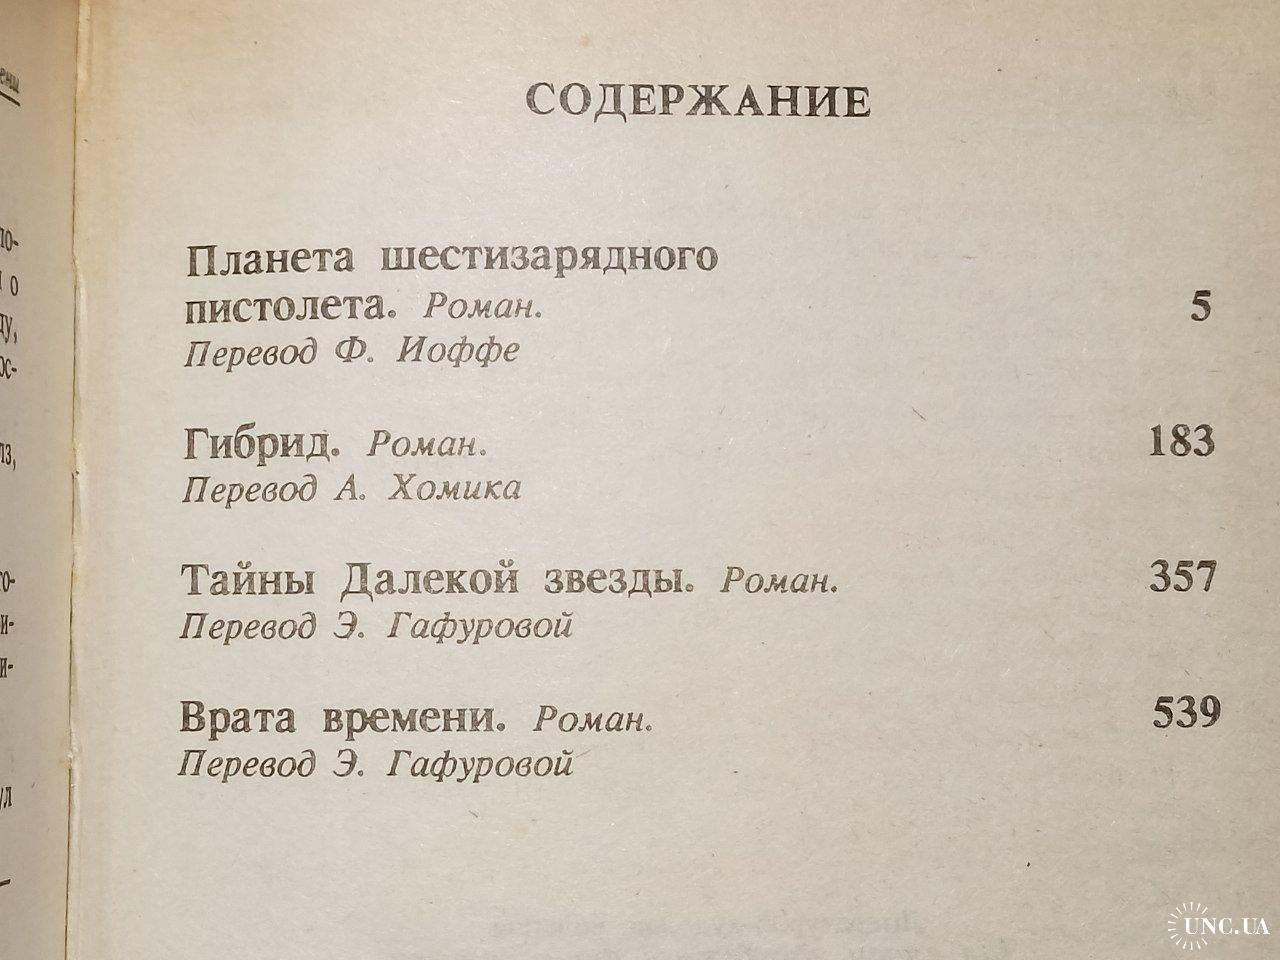 СОДЕРЖАНИЕ
Планета шестизарядного
пистолета. Роман. 5
Перевод Ф. Иоффе
Гибрид. Роман. 183
Перевод А. Хомика
Тайны Далекой звезды. Роман. 357
Перевод Э. Гафуровой
Врата времени. Роман. 539
Перевод Э. Гафуровой
UNC.UA